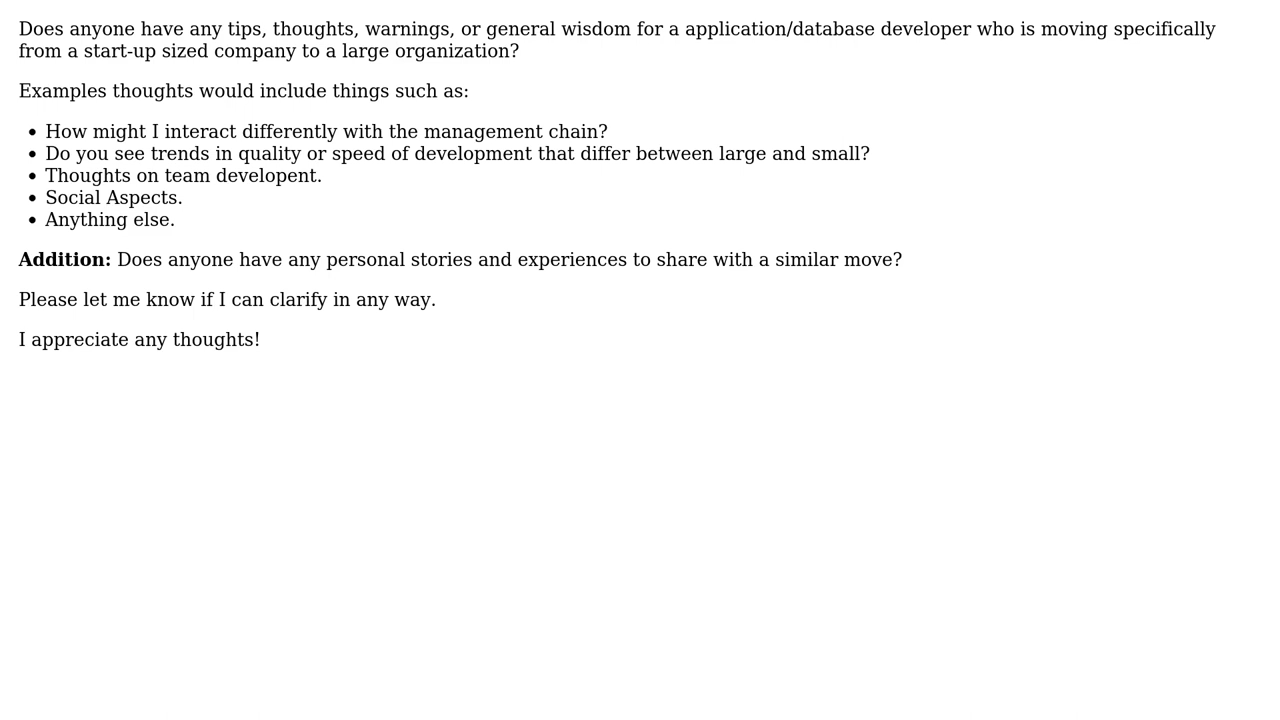 Does anyone have any tips, thoughts, warnings, or general wisdom for a application/database developer who is moving specifically
from a start-up sized company to a large organization?
Examples thoughts would include things such as:
• How might I interact differently with the management chain?
• Do you see trends in quality or speed of development that differ between large and small?
• Thoughts on team developent.
• Social Aspects.
• Anything else.
Addition: Does anyone have any personal stories and experiences to share with a similar move?
Please let me know if I can clarify in any way.
I appreciate any thoughts!